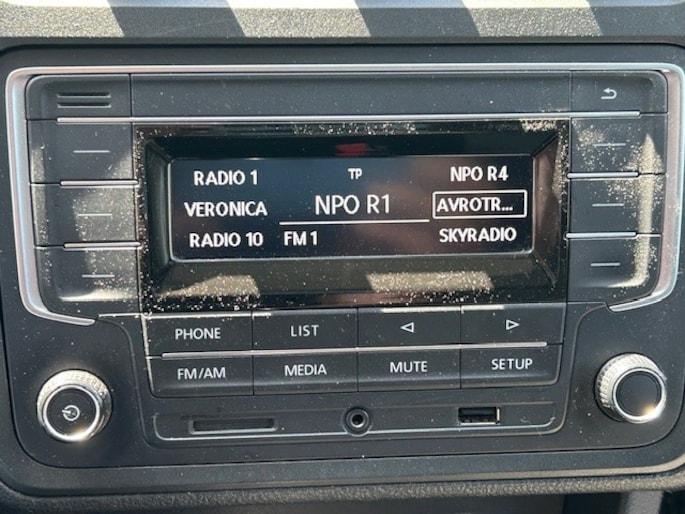 RADIO 1 TP NPO R4
VERONICA NPO R1 AVROTR...
RADIO 10 FM 1 SKYRADIO
PHONE LIST
FM/AM MEDIA MUTE SETUP